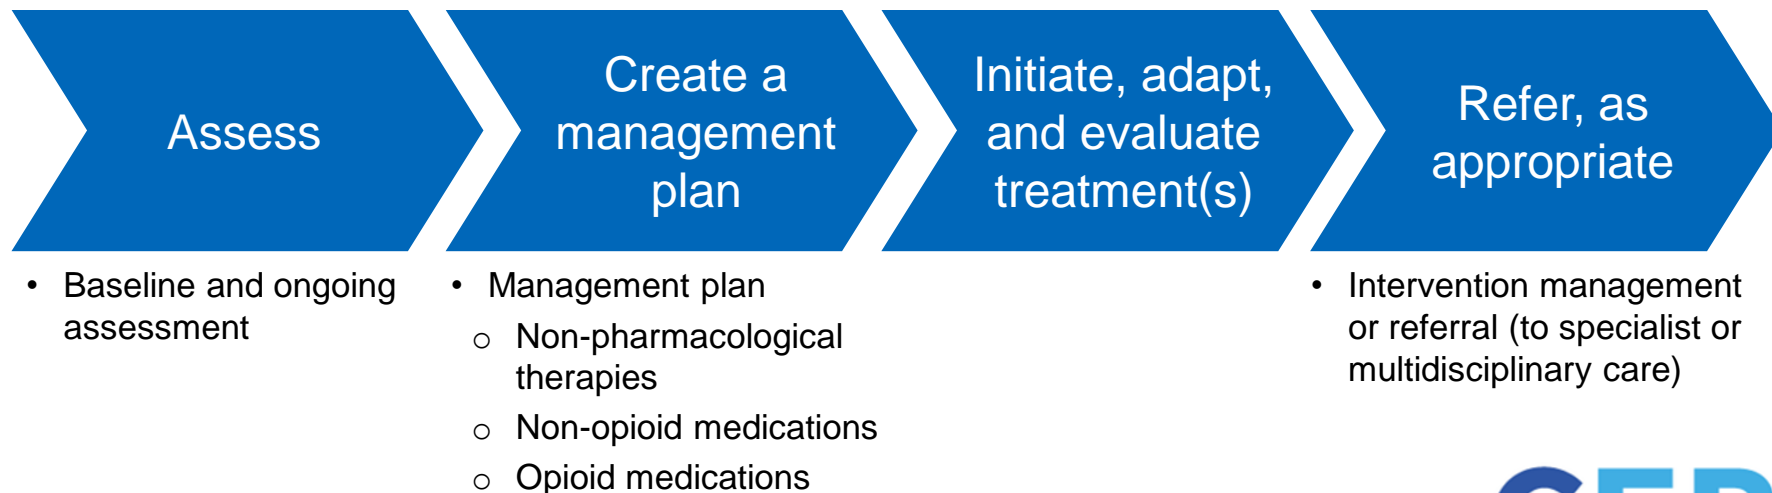 Assess
Create a
management
plan
Initiate, adapt,
and evaluate
treatment(s)
Refer, as
appropriate
• Baseline and ongoing
assessment
• Management plan
o Non-pharmacological
therapies
o Non-opioid medications
o Opioid medications
• Intervention management
or referral (to specialist or
multidisciplinary care)